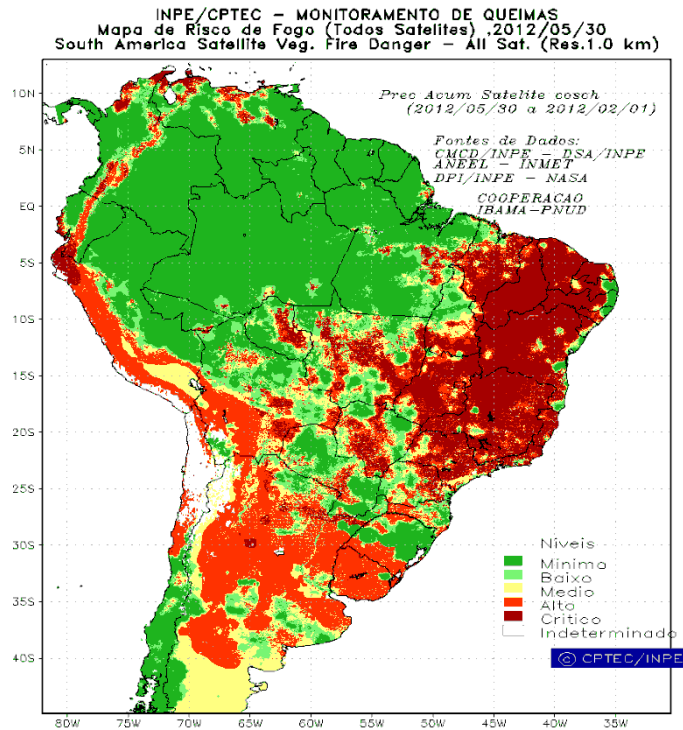 INPE/CPTEC - MONITORAMENTO DE QUEIMAS
Mapa de Risco de Fogo (Todos Satelites) ,2012/05/30
South America Satellite Veg. Fire Danger - All Sat. (Res.1.0 km)
Prec Acum Satelite cosch
(2012/05/30 a 2012/02/01)
Fontes de Dados:
CMCD/INPE - DSA/INPE
ANEEL - INMET
DPI/INPE - NASA
COOPERACAO
IBAMA-PNUD
10N
5N
EQ
5S
10S
15S
20S
25S
30S
35S
40S
Niveis
Minimo
Baixo
Medio
Alto
Critico
Indeterminado
© CPTEC/INPE
80W 75W 70W 65W 60W 55W 50W 45W 40W 35W